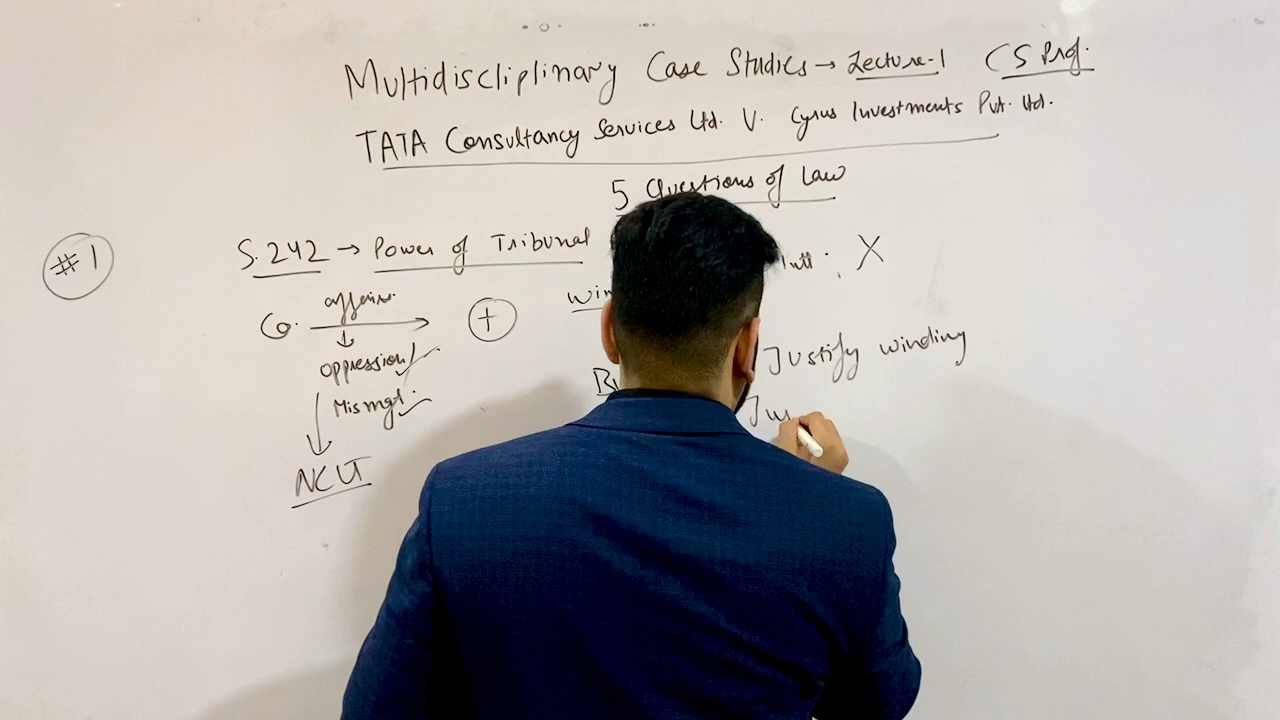 Multidiscliplinary Case Studies → Lecture-1 CS Prof.
TATA Consultancy Services Ltd. V. Cyrus Investments Pvt. Ltd.
5 Questions of Law
#1
S.242 → Power of Tribunal
X
Co. affairs.
+
oppression/
Mismgt.
NCLT
Justify winding